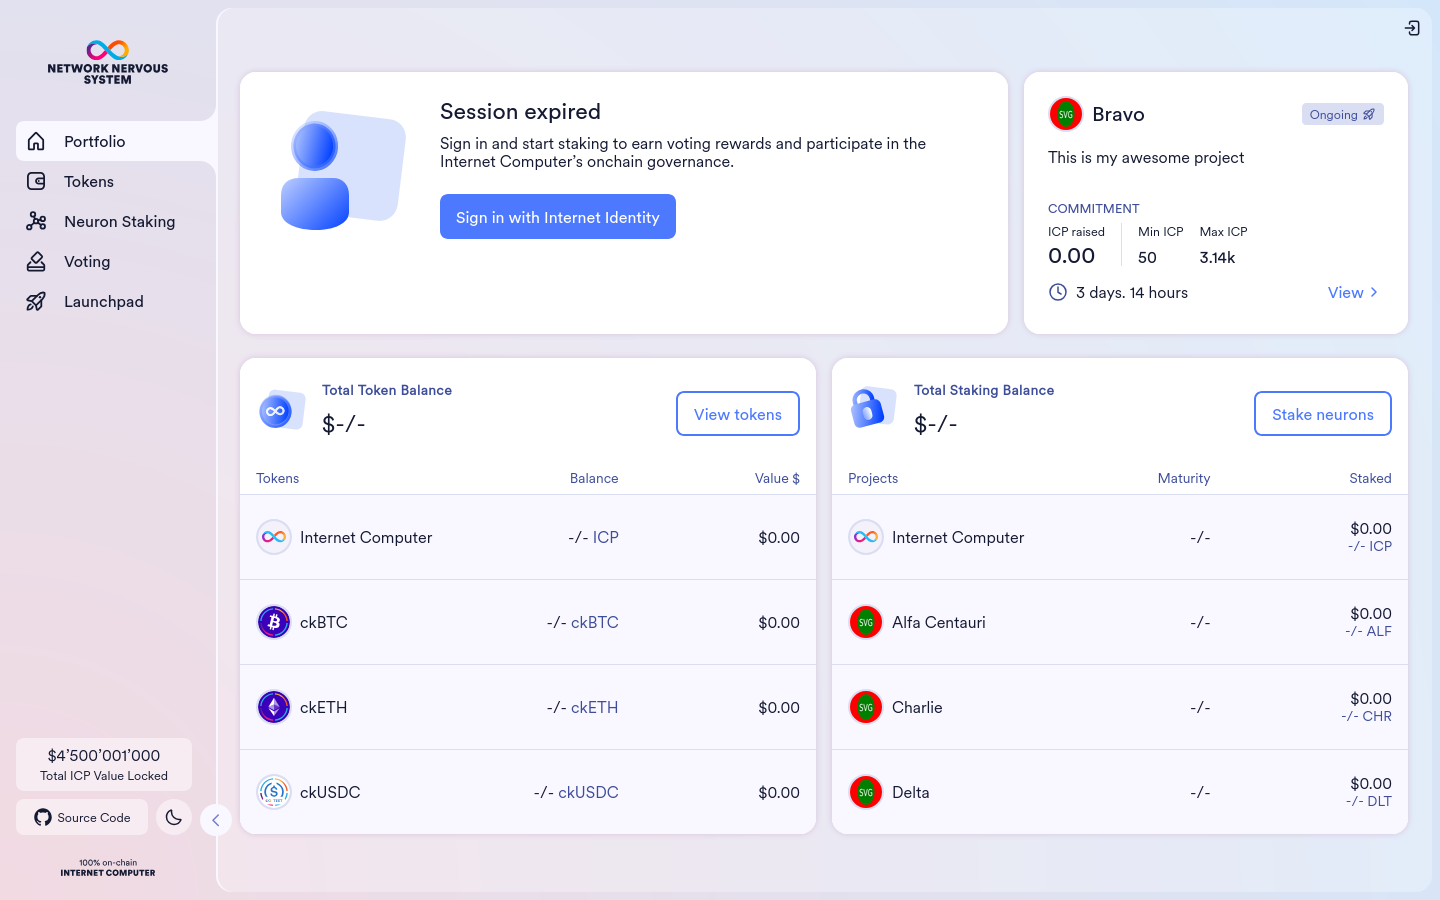 NETWORK NERVOUS
SYSTEM
Portfolio
Tokens
Neuron Staking
Voting
Launchpad
$4’500’001’000
Total ICP Value Locked
Source Code
100% on-chain
INTERNET COMPUTER
Session expired
Sign in and start staking to earn voting rewards and participate in the
Internet Computer’s onchain governance.
Sign in with Internet Identity
SVG Bravo Ongoing
This is my awesome project
COMMITMENT
ICP raised Min ICP Max ICP
0.00 50 3.14k
3 days. 14 hours View
Total Token Balance
$-/-
View tokens
Tokens Balance Value $
Internet Computer -/- ICP $0.00
ckBTC -/- ckBTC $0.00
ckETH -/- ckETH $0.00
ckUSDC -/- ckUSDC $0.00
Total Staking Balance
$-/-
Stake neurons
Projects Maturity Staked
Internet Computer -/- $0.00
-/- ICP
SVG Alfa Centauri -/- $0.00
-/- ALF
SVG Charlie -/- $0.00
-/- CHR
SVG Delta -/- $0.00
-/- DLT